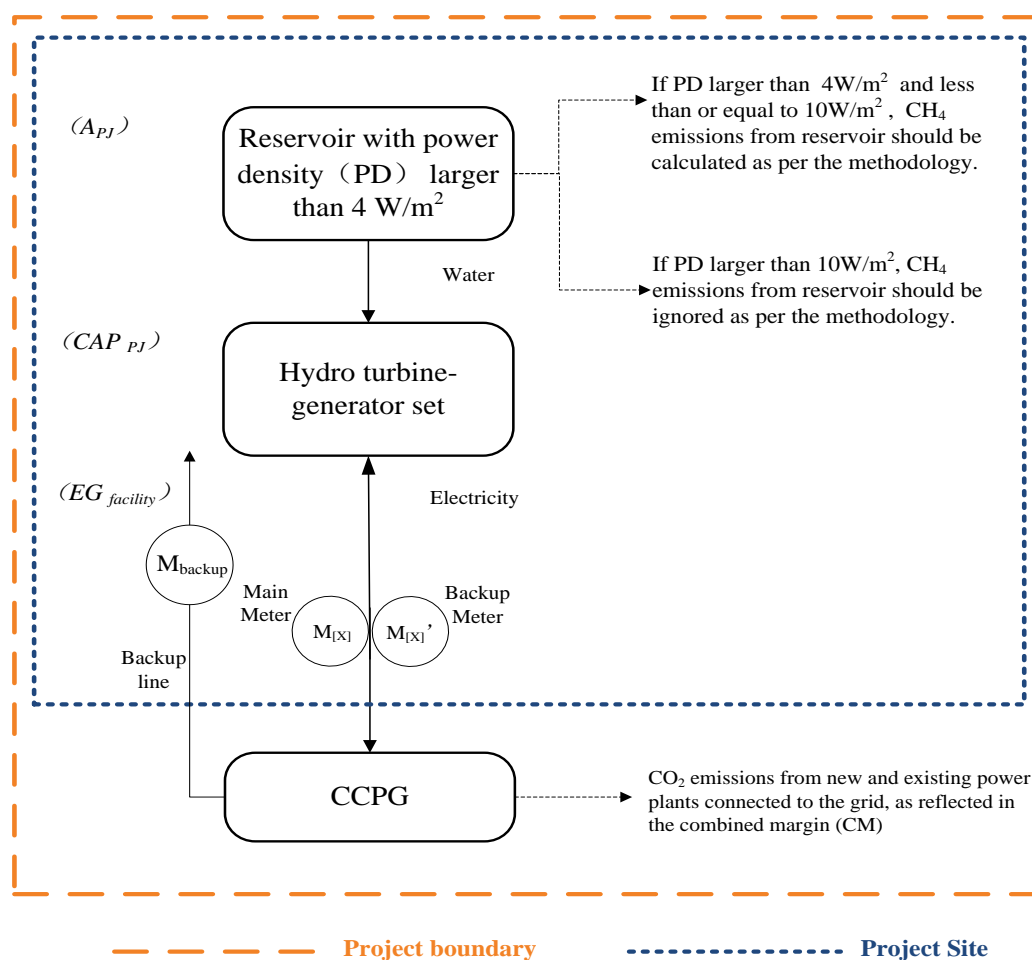 (A_PJ)
Reservoir with power
density（PD） larger
than 4 W/m²
If PD larger than 4W/m² and less
than or equal to 10W/m² , CH₄
emissions from reservoir should be
calculated as per the methodology.
Water
If PD larger than 10W/m², CH₄
emissions from reservoir should be
ignored as per the methodology.
（CAP PJ）
Hydro turbine-
generator set
（EG facility）
Electricity
M_backup
Main
Meter
M_[X]
M_[X]’
Backup
Meter
Backup
line
CCPG
CO₂ emissions from new and existing power
plants connected to the grid, as reflected in
the combined margin (CM)
Project boundary
Project Site